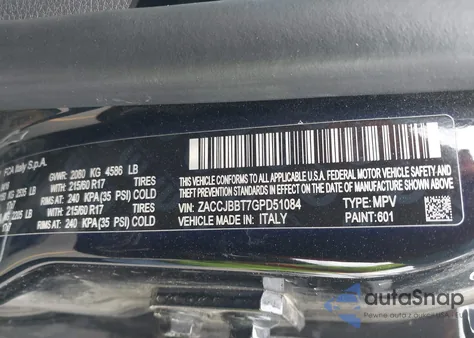 FCA Italy S.p.A.
GVWR: 2080 KG 4586 LB
WITH: 215/60 R17 TIRES
RIMS AT: 240 KPA(35 PSI) COLD
WITH: 215/60 R17 TIRES
RIMS AT: 240 KPA(35 PSI) COLD
THIS VEHICLE CONFORMS TO ALL APPLICABLE U.S.A. FEDERAL MOTOR
VEHICLE SAFETY, BUMPER AND THEFT PREVENTION STANDARDS IN
EFFECT ON THE DATE OF MANUFACTURE SHOWN ABOVE.
VIN: ZACCJBBT7GPD51084 TYPE: MPV
MADE IN: ITALY PAINT: 601
autoSnap